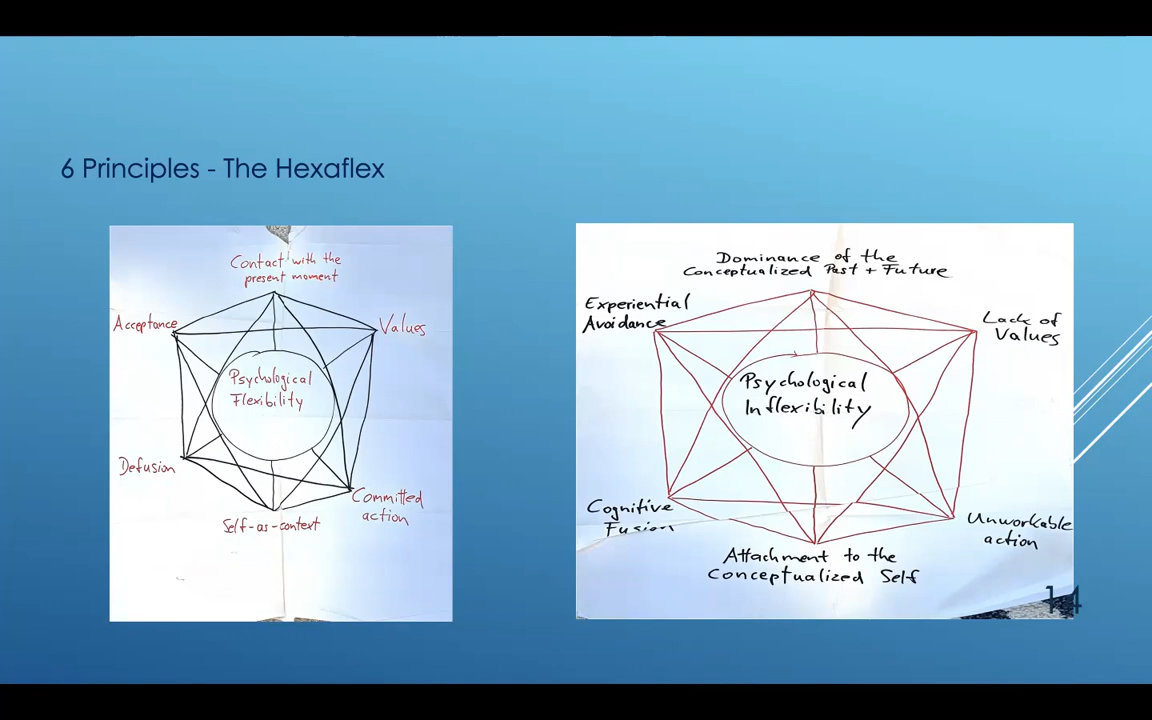 6 Principles - The Hexaflex
Contact with the
present moment
Acceptance
Values
Psychological
Flexibility
Defusion
Committed
action
Self-as-context
Dominance of the
Conceptualized Past + Future
Experiential
Avoidance
Lack of
Values
Psychological
Inflexibility
Cognitive
Fusion
Unworkable
action
Attachment to the
Conceptualized Self
14